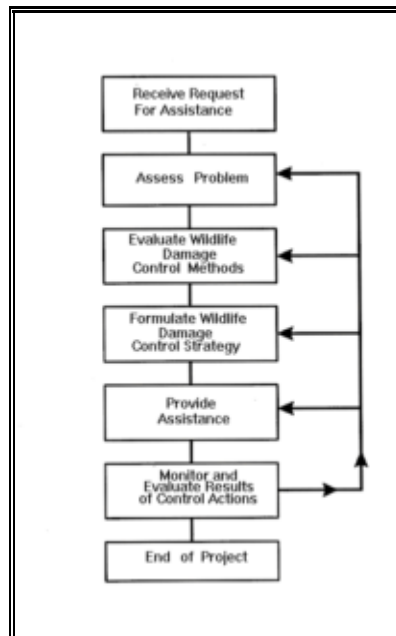 Receive Request
For Assistance
Assess Problem
Evaluate Wildlife
Damage
Control Methods
Formulate Wildlife
Damage
Control Strategy
Provide
Assistance
Monitor and
Evaluate Results
of Control Actions
End of Project